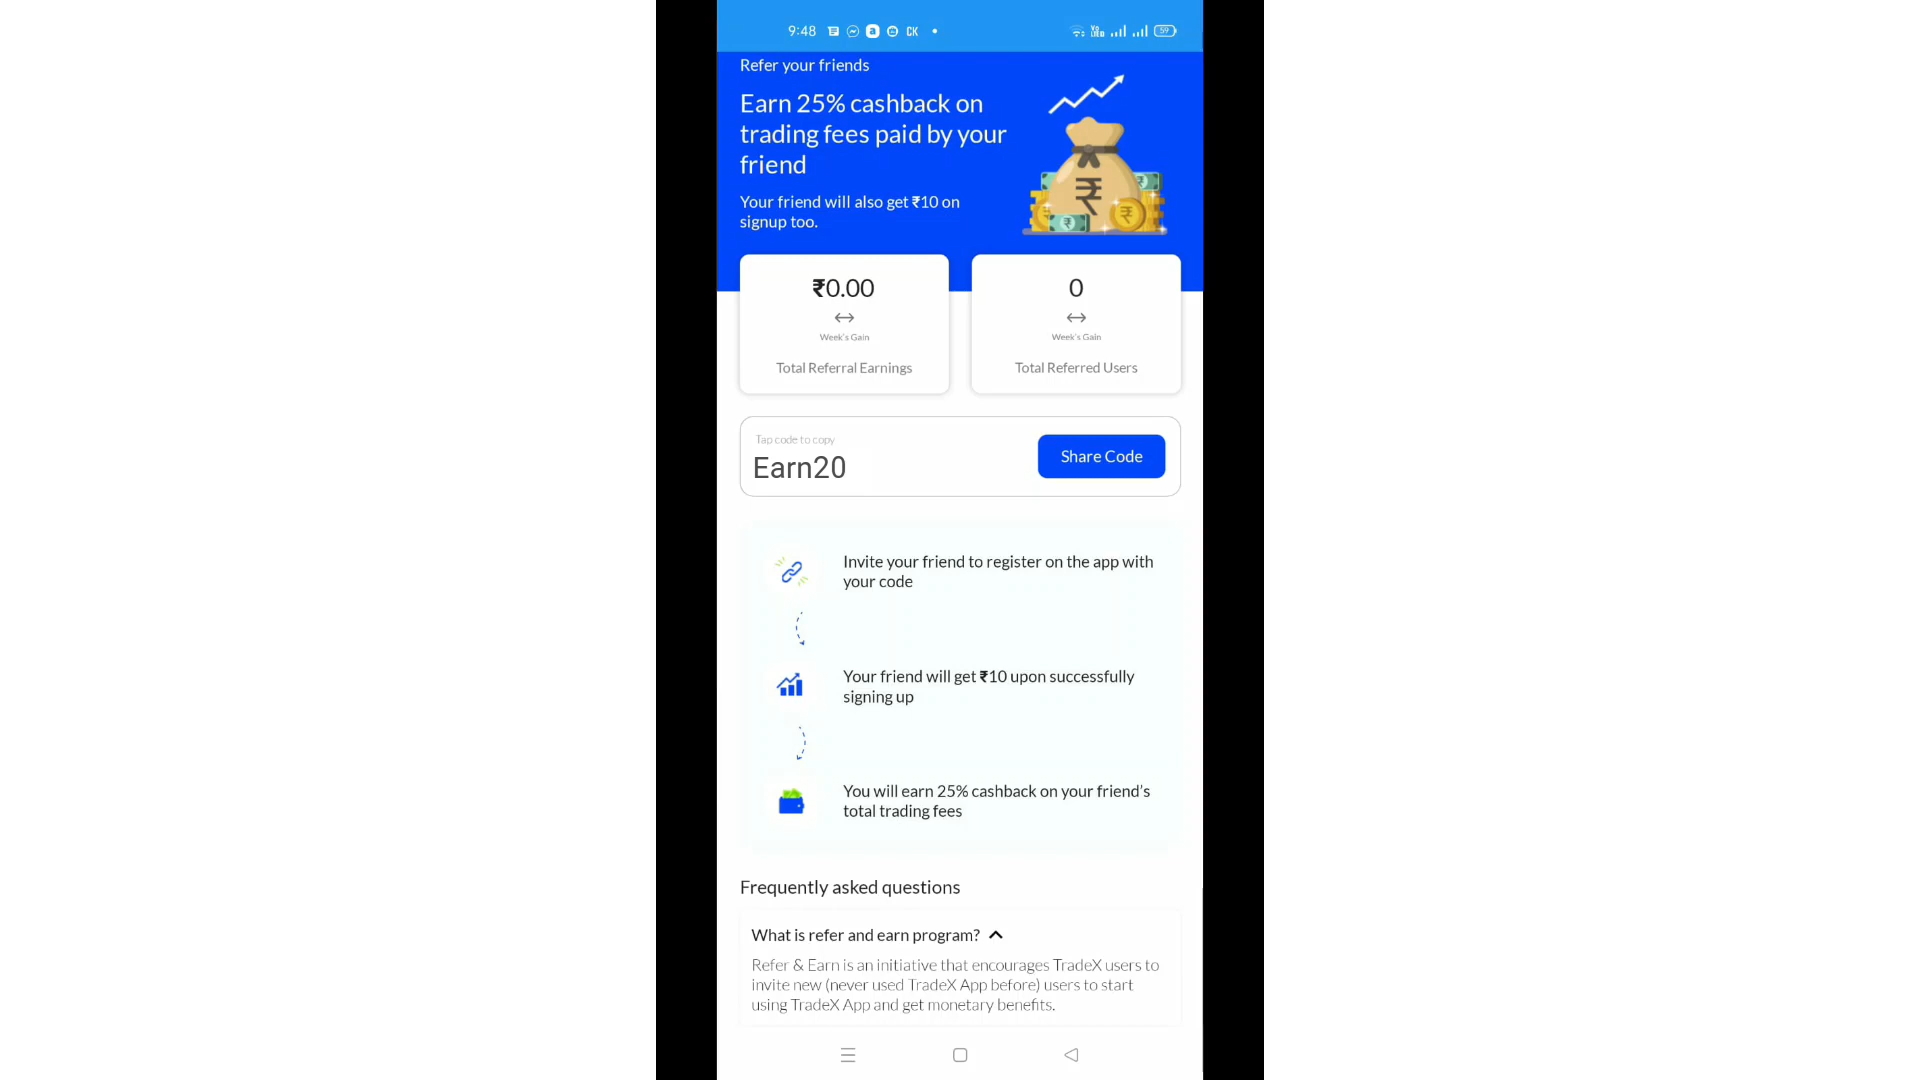 9:48 CK 59
Refer your friends
Earn 25% cashback on
trading fees paid by your
friend
Your friend will also get ₹10 on
signup too.
₹0.00
Week's Gain
Total Referral Earnings
0
Week's Gain
Total Referred Users
Tap code to copy
Earn20
Share Code
Invite your friend to register on the app with
your code
Your friend will get ₹10 upon successfully
signing up
You will earn 25% cashback on your friend's
total trading fees
Frequently asked questions
What is refer and earn program?
Refer & Earn is an initiative that encourages TradeX users to
invite new (never used TradeX App before) users to start
using TradeX App and get monetary benefits.